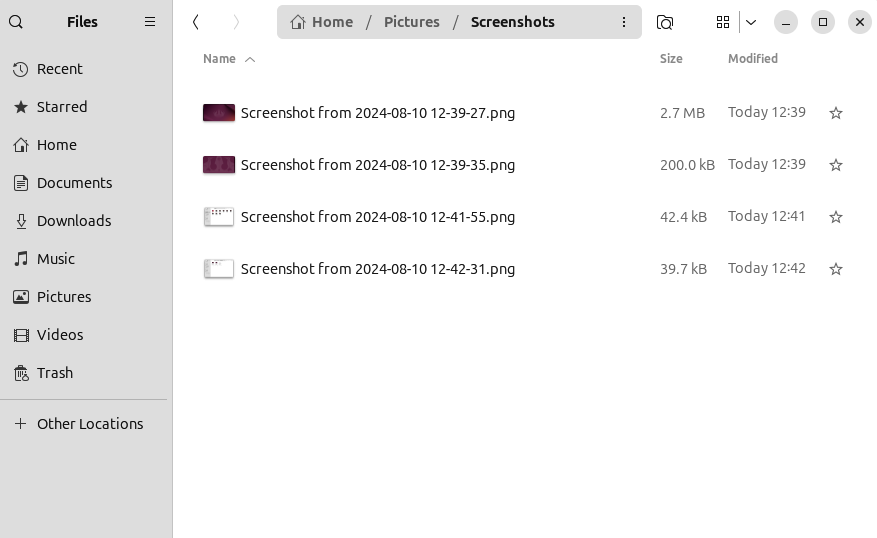 Files
Home / Pictures / Screenshots
Recent
Starred
Home
Documents
Downloads
Music
Pictures
Videos
Trash
Other Locations
Name Size Modified
Screenshot from 2024-08-10 12-39-27.png 2.7 MB Today 12:39
Screenshot from 2024-08-10 12-39-35.png 200.0 kB Today 12:39
Screenshot from 2024-08-10 12-41-55.png 42.4 kB Today 12:41
Screenshot from 2024-08-10 12-42-31.png 39.7 kB Today 12:42